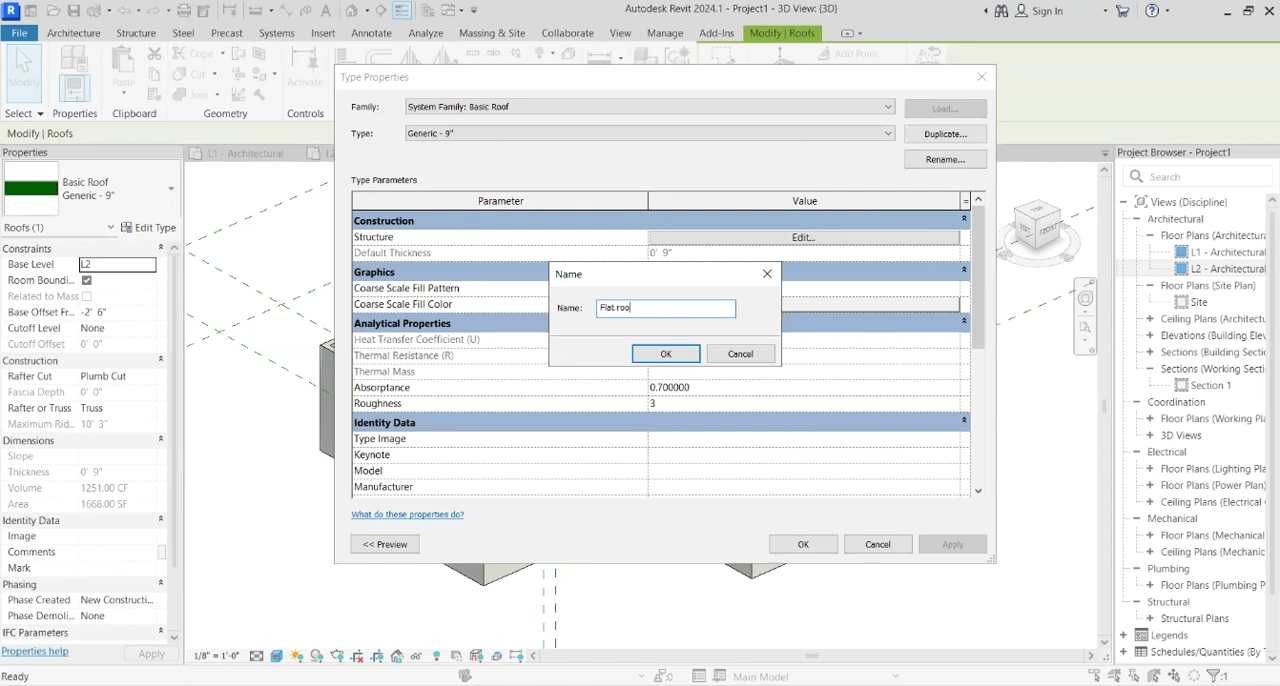 Autodesk Revit 2024.1 - Project1 - 3D View: {3D}
Sign In
File Architecture Structure Steel Precast Systems Insert Annotate Analyze Massing & Site Collaborate View Manage Add-Ins Modify | Roofs
Modify
Paste
Cope
Cut
Join
Activate
Add Point
Select Properties Clipboard Geometry Controls
Modify | Roofs
Properties
Basic Roof
Generic - 9"
Roofs (1)
Edit Type
Constraints
Base Level L2
Room Boundi...
Related to Mass
Base Offset Fr... -2' 6"
Cutoff Level None
Cutoff Offset 0' 0"
Construction
Rafter Cut Plumb Cut
Fascia Depth 0' 0"
Rafter or Truss Truss
Maximum Rid... 10' 3"
Dimensions
Slope
Thickness 0' 9"
Volume 1251.00 CF
Area 1668.00 SF
Identity Data
Image
Comments
Mark
Phasing
Phase Created New Constructi...
Phase Demoli... None
IFC Parameters
Properties help
Apply
L1 - Architectural
Type Properties
Family: System Family: Basic Roof
Load...
Type: Generic - 9"
Duplicate...
Rename...
Type Parameters
Parameter Value =
Construction
Structure Edit...
Default Thickness 0' 9"
Graphics
Coarse Scale Fill Pattern
Coarse Scale Fill Color
Analytical Properties
Heat Transfer Coefficient (U)
Thermal Resistance (R)
Thermal Mass
Absorptance 0.700000
Roughness 3
Identity Data
Type Image
Keynote
Model
Manufacturer
What do these properties do?
<< Preview OK Cancel Apply
Name
Name: Flat roo
OK Cancel
TOP
FRONT
Project Browser - Project1
Search
Views (Discipline)
Architectural
Floor Plans (Architectura
L1 - Architectural
L2 - Architectural
Floor Plans (Site Plan)
Site
Ceiling Plans (Architectu
Elevations (Building Elev
Sections (Building Secti
Sections (Working Secti
Section 1
Coordination
Floor Plans (Working Pla
3D Views
Electrical
Floor Plans (Lighting Pla
Floor Plans (Power Plan)
Ceiling Plans (Electrical
Mechanical
Floor Plans (Mechanical
Ceiling Plans (Mechanic
Plumbing
Floor Plans (Plumbing P
Structural
Structural Plans
Legends
Schedules/Quantities (By
1/8" = 1'-0"
Ready
:0
Main Model
:1